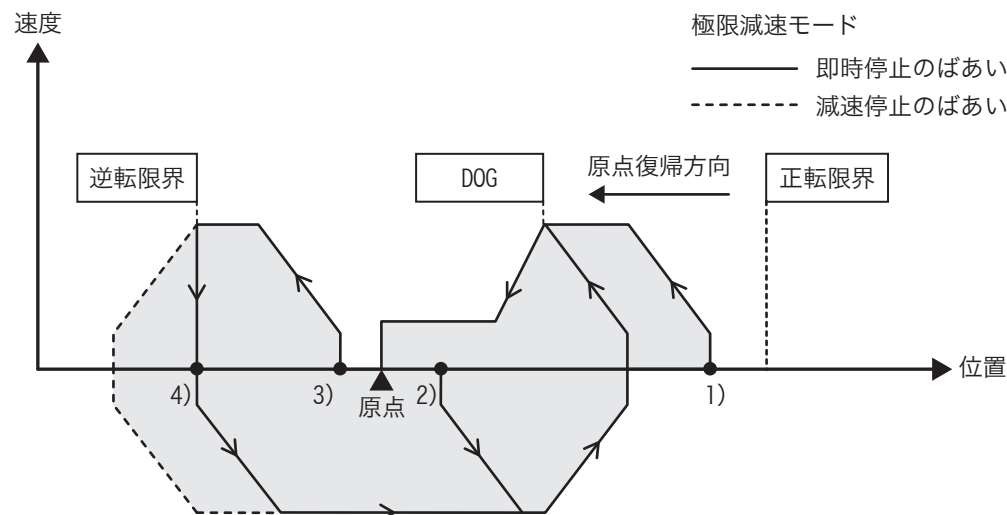 速度
極限減速モード
即時停止のばあい
減速停止のばあい
逆転限界
DOG
原点復帰方向
正転限界
位置
4)
3)
原点
2)
1)